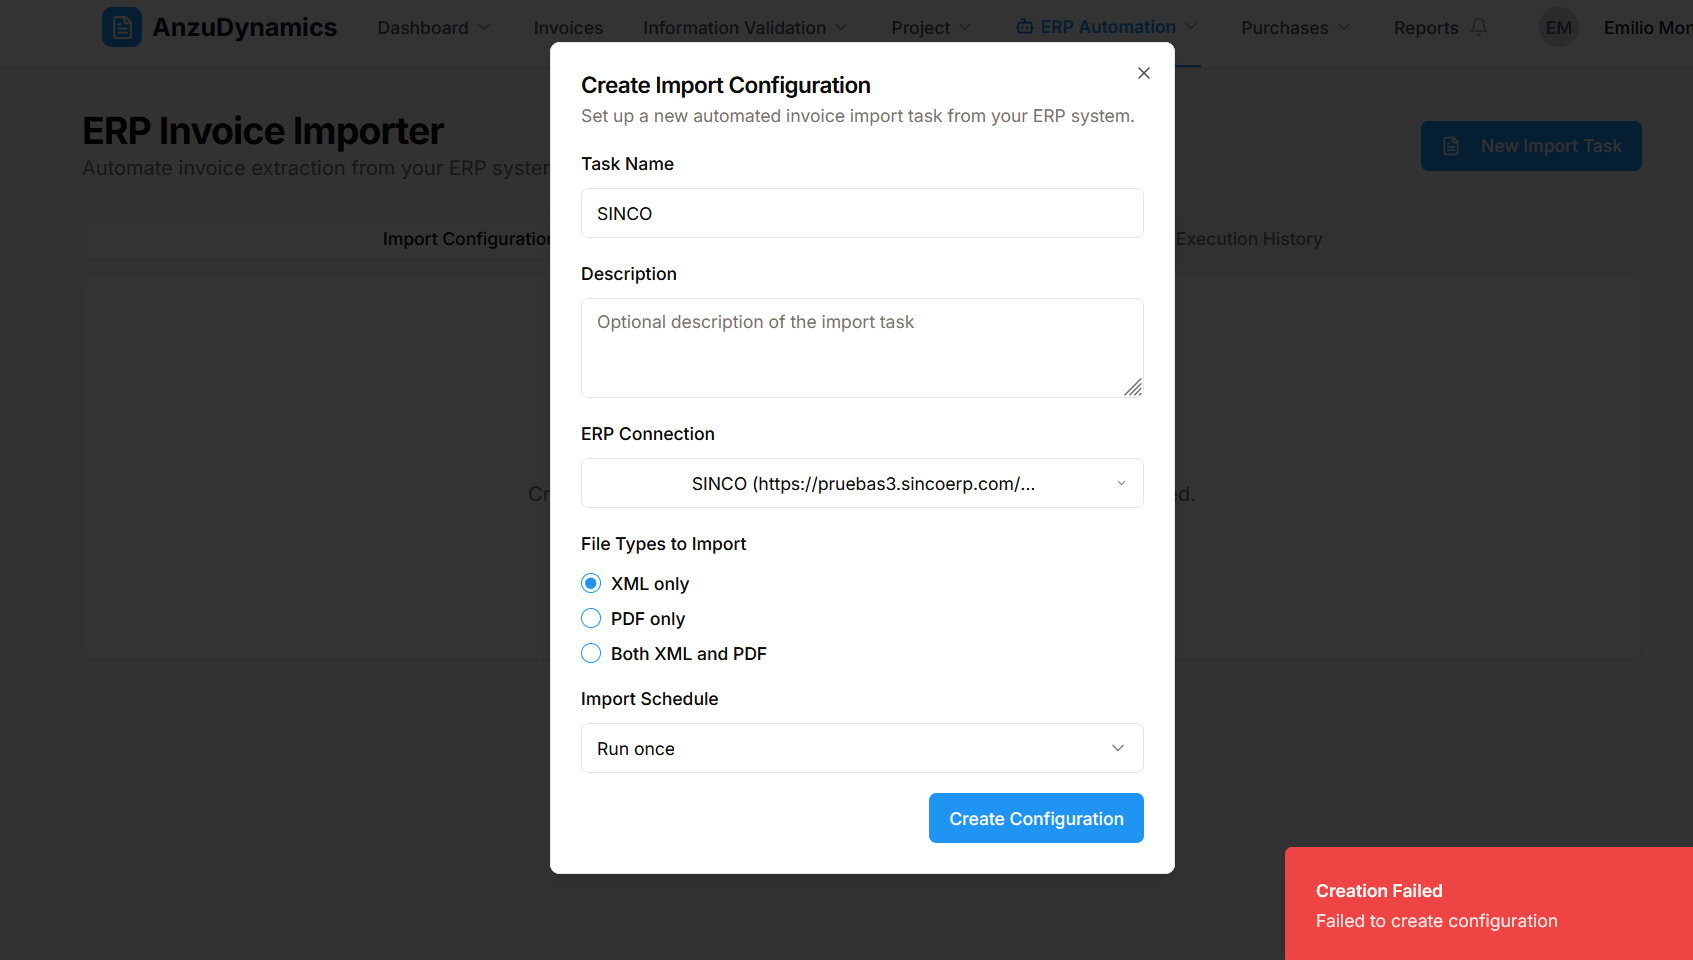 AnzuDynamics
Dashboard
Invoices
Information Validation
Project
ERP Automation
Purchases
Reports
EM
Emilio Mon
ERP Invoice Importer
Automate invoice extraction from your ERP system
New Import Task
Import Configuration
Execution History
Cr
ed.
Create Import Configuration
Set up a new automated invoice import task from your ERP system.
Task Name
SINCO
Description
Optional description of the import task
ERP Connection
SINCO (https://pruebas3.sincoerp.com/...
File Types to Import
XML only
PDF only
Both XML and PDF
Import Schedule
Run once
Create Configuration
Creation Failed
Failed to create configuration